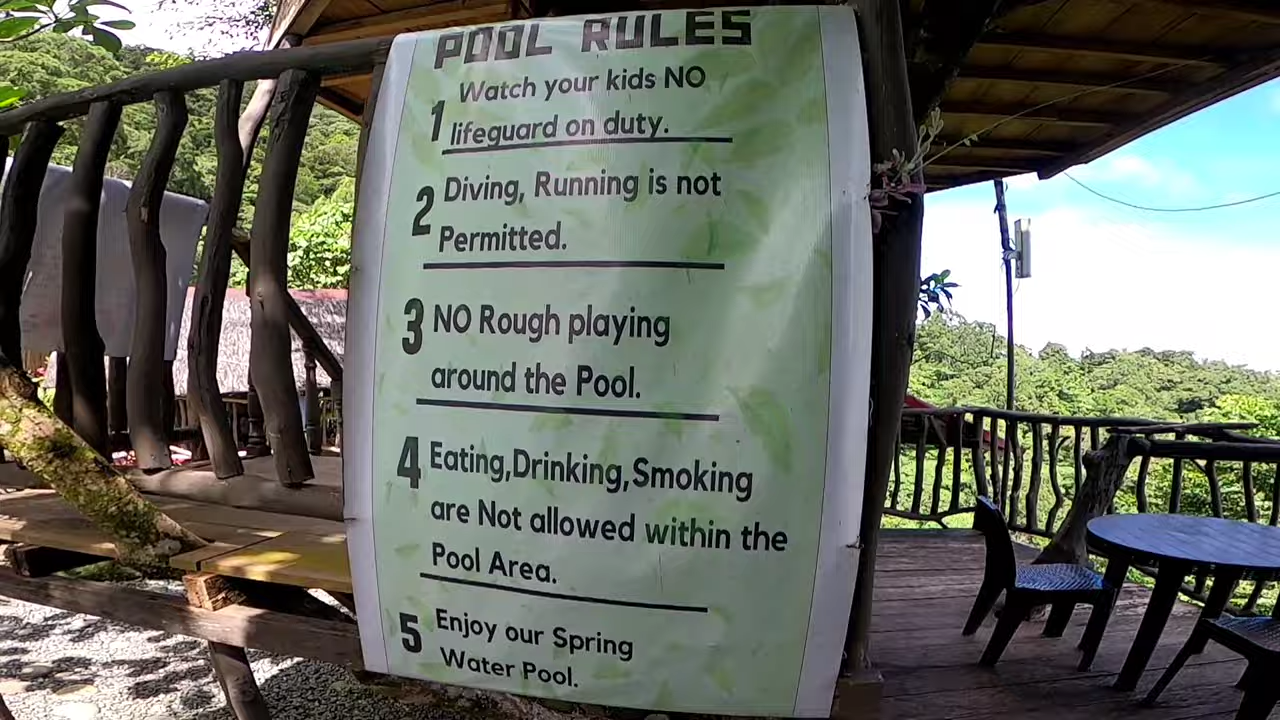 POOL RULES
1 Watch your kids NO
lifeguard on duty.
2 Diving, Running is not
Permitted.
3 NO Rough playing
around the Pool.
4 Eating,Drinking,Smoking
are Not allowed within the
Pool Area.
5 Enjoy our Spring
Water Pool.